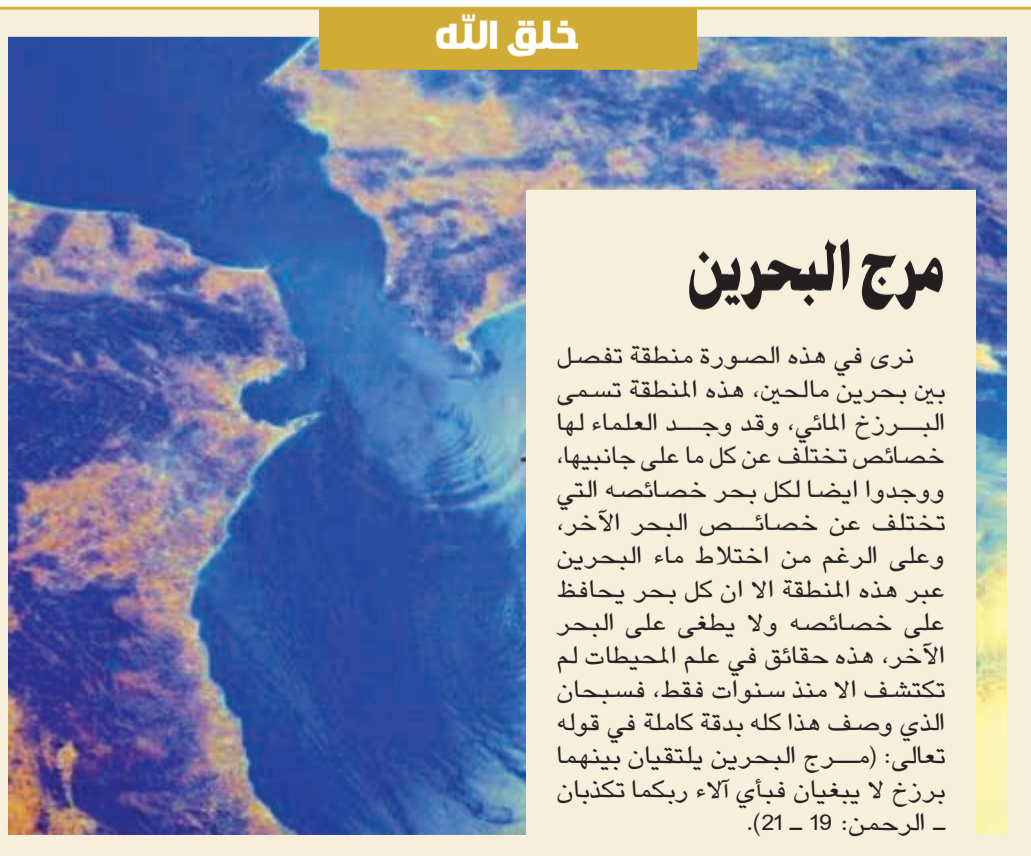 خلق الله
مرج البحرين
نرى في هذه الصورة منطقة تفصل
بين بحرين مالحين، هذه المنطقة تسمى
البـــرزخ المائي، وقد وجـــد العلماء لها
خصائص تختلف عن كل ما على جانبيها،
ووجدوا ايضا لكل بحر خصائصه التي
تختلف عن خصائـــص البحر الآخر،
وعلى الرغم من اختلاط ماء البحرين
عبر هذه المنطقة الا ان كل بحر يحافظ
على خصائصه ولا يطغى على البحر
الآخر، هذه حقائق في علم المحيطات لم
تكتشف الا منذ سنوات فقط، فسبحان
الذي وصف هذا كله بدقة كاملة في قوله
تعالى: (مـــرج البحرين يلتقيان بينهما
برزخ لا يبغيان فبأي آلاء ربكما تكذبان
ــ الرحمن: 19 ــ 21).